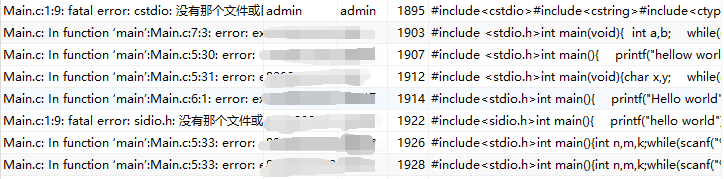 Main.c:1:9: fatal error: cstdio: 没有那个文件或 admin admin 1895 #include<cstdio>#include<cstring>#include<ctyp
Main.c: In function ‘main’:Main.c:7:3: error: ex 1903 #include <stdio.h>int main(void){ int a,b; while(
Main.c: In function ‘main’:Main.c:5:30: error: 1907 #include <stdio.h>int main(){ printf("hellow worl
Main.c: In function ‘main’:Main.c:5:31: error: 1912 #include <stdio.h>int main(void){char x,y; while(s
Main.c: In function ‘main’:Main.c:6:1: error: ex 1914 #include<stdio.h>int main(){ printf("Hello world"
Main.c:1:9: fatal error: sidio.h: 没有那个文件或 1922 #include<sidio.h>int main(){ printf("hello world"
Main.c: In function ‘main’:Main.c:5:33: error: e 1926 #include<stdio.h>int main(){int n,m,k;while(scanf("
Main.c: In function ‘main’:Main.c:5:33: error: e 1928 #include<stdio.h>int main(){int n,m,k;while(scanf("